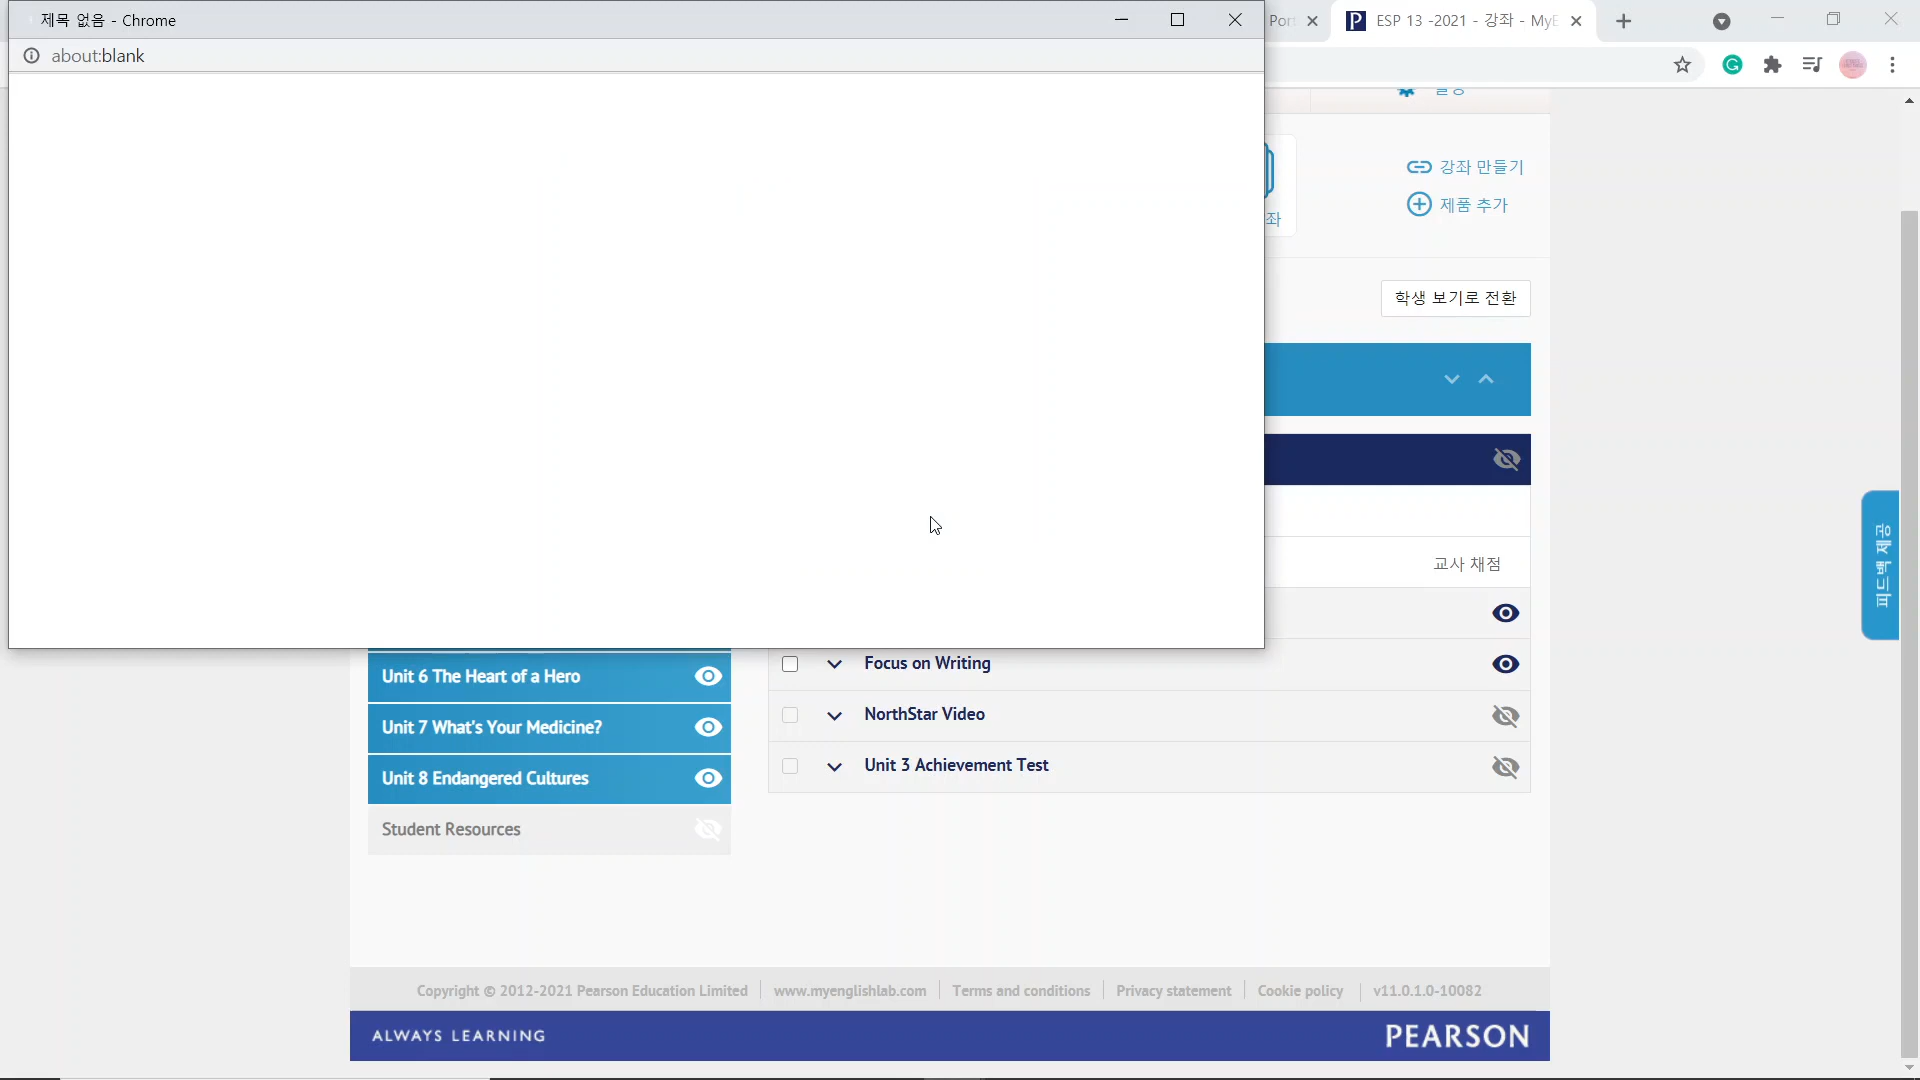 제목 없음 - Chrome
about:blank
Port
ESP 13 -2021 - 강좌 - MyE
강좌 만들기
제품 추가
좌
학생 보기로 전환
교사 채점
피드백 제공
Unit 6 The Heart of a Hero
Focus on Writing
Unit 7 What's Your Medicine?
NorthStar Video
Unit 8 Endangered Cultures
Unit 3 Achievement Test
Student Resources
Copyright © 2012-2021 Pearson Education Limited
www.myenglishlab.com
Terms and conditions
Privacy statement
Cookie policy
v11.0.1.0-10082
ALWAYS LEARNING
PEARSON